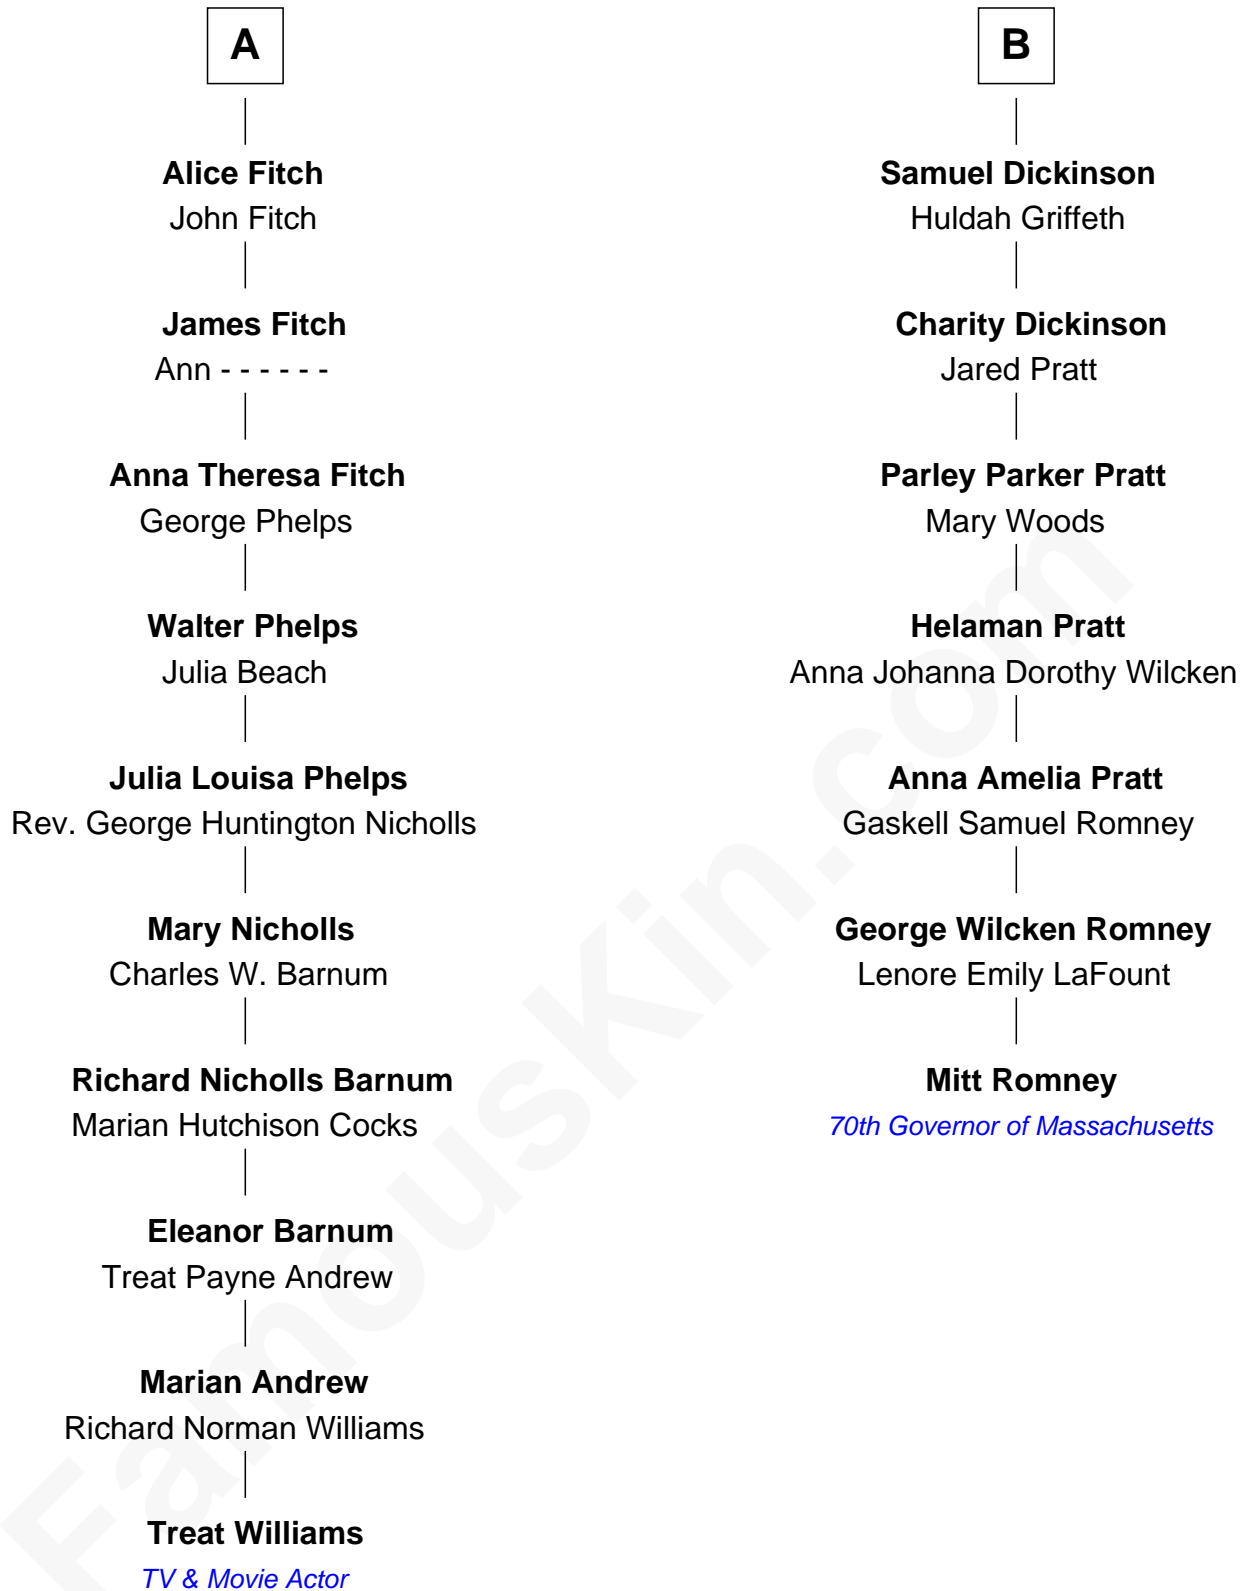 A
Alice Fitch
John Fitch
James Fitch
Ann - - - - - -
Anna Theresa Fitch
George Phelps
Walter Phelps
Julia Beach
Julia Louisa Phelps
Rev. George Huntington Nicholls
Mary Nicholls
Charles W. Barnum
Richard Nicholls Barnum
Marian Hutchison Cocks
Eleanor Barnum
Treat Payne Andrew
Marian Andrew
Richard Norman Williams
Treat Williams
TV & Movie Actor
B
Samuel Dickinson
Huldah Griffeth
Charity Dickinson
Jared Pratt
Parley Parker Pratt
Mary Woods
Helaman Pratt
Anna Johanna Dorothy Wilcken
Anna Amelia Pratt
Gaskell Samuel Romney
George Wilcken Romney
Lenore Emily LaFount
Mitt Romney
70th Governor of Massachusetts
FamousKin.com